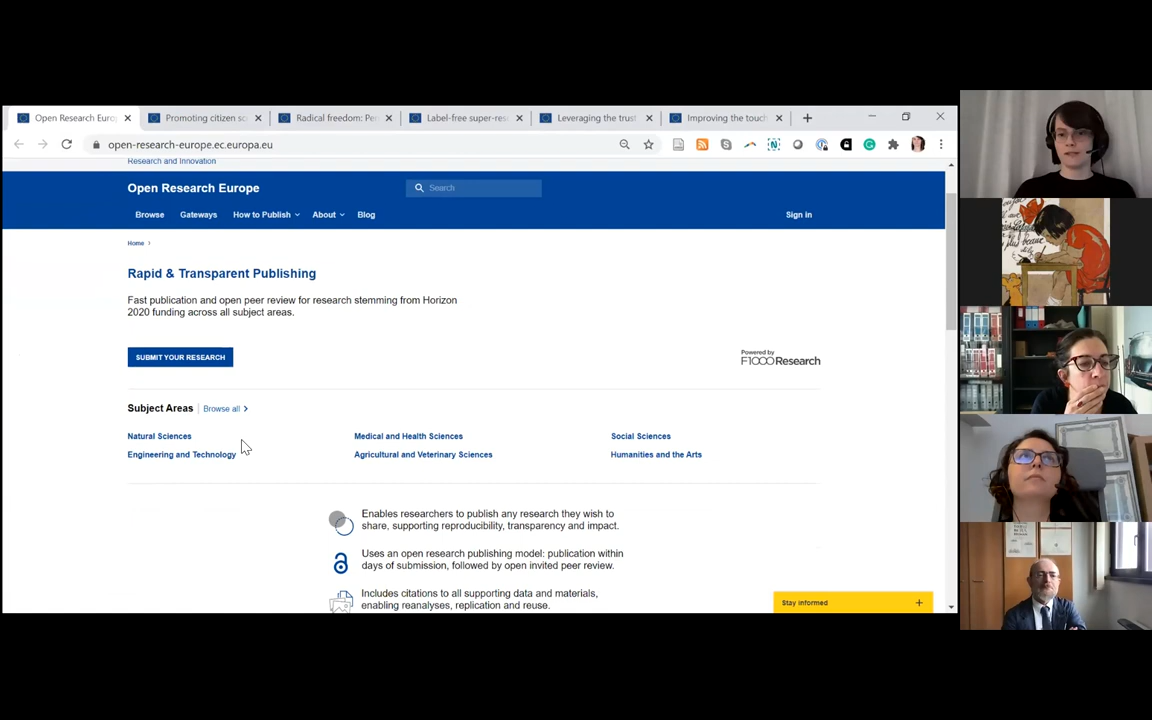 Open Research Euro
Promoting citizen sc
Radical freedom: Per
Label-free super-res
Leveraging the trust
Improving the touch
open-research-europe.ec.europa.eu
Research and Innovation
Open Research Europe
Search
Browse
Gateways
How to Publish
About
Blog
Sign in
Home
Rapid & Transparent Publishing
Fast publication and open peer review for research stemming from Horizon
2020 funding across all subject areas.
SUBMIT YOUR RESEARCH
Powered by
F1000Research
Subject Areas
Browse all
Natural Sciences
Medical and Health Sciences
Social Sciences
Engineering and Technology
Agricultural and Veterinary Sciences
Humanities and the Arts
Enables researchers to publish any research they wish to
share, supporting reproducibility, transparency and impact.
Uses an open research publishing model: publication within
days of submission, followed by open invited peer review.
Includes citations to all supporting data and materials,
enabling reanalyses, replication and reuse.
Stay informed
plus beaux